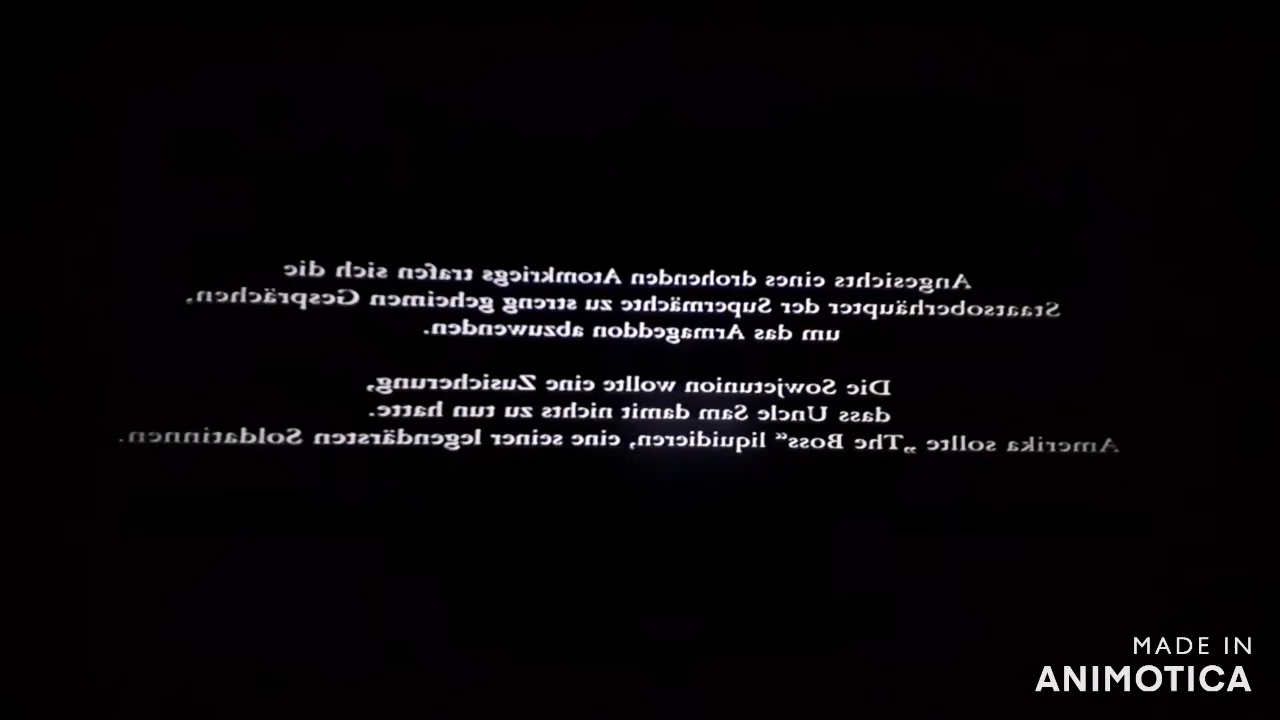 Angesichts eines drohenden Atomkriegs trafen sich die
Staatsoberhäupter der Supermächte zu streng geheimen Gesprächen,
um das Armageddon abzuwenden.
Die Sowjetunion wollte eine Zusicherung,
dass Uncle Sam damit nichts zu tun hatte.
Amerika sollte „The Boss“ liquidieren, eine seiner legendärsten Soldatinnen.
MADE IN
ANIMOTICA